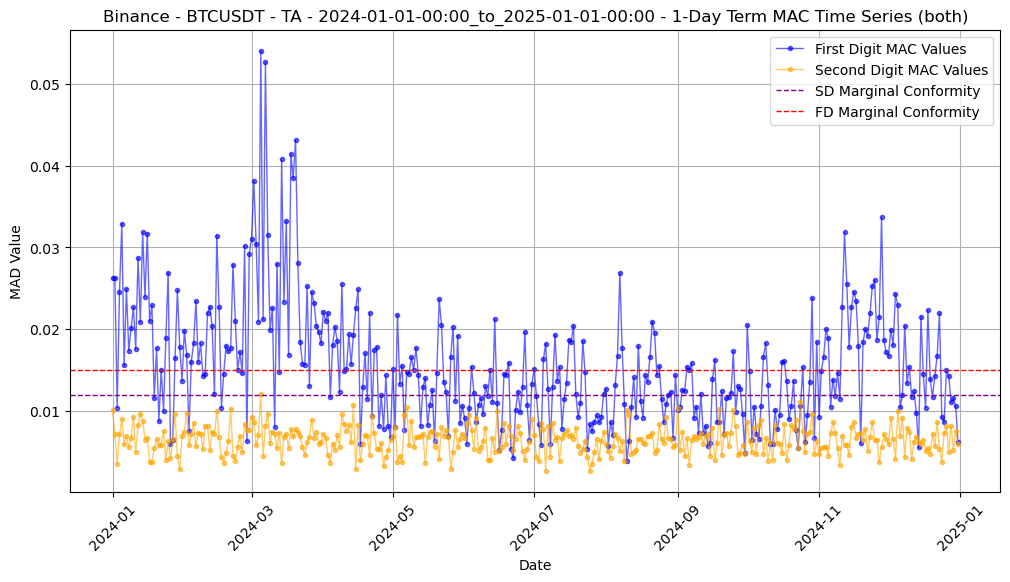 Binance - BTCUSDT - TA - 2024-01-01-00:00_to_2025-01-01-00:00 - 1-Day Term MAC Time Series (both)
First Digit MAC Values
Second Digit MAC Values
SD Marginal Conformity
FD Marginal Conformity
MAD Value
0.05
0.04
0.03
0.02
0.01
2024-01
2024-03
2024-05
2024-07
2024-09
2024-11
2025-01
Date